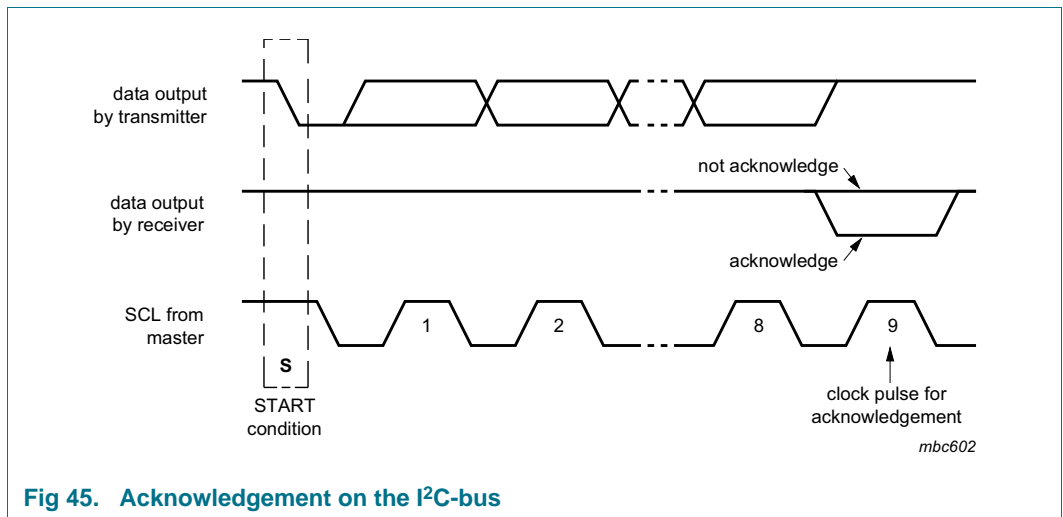 data output
by transmitter
not acknowledge
data output
by receiver
acknowledge
SCL from
master
1
2
8
9
S
START
condition
clock pulse for
acknowledgement
mbc602
Fig 45. Acknowledgement on the I²C-bus